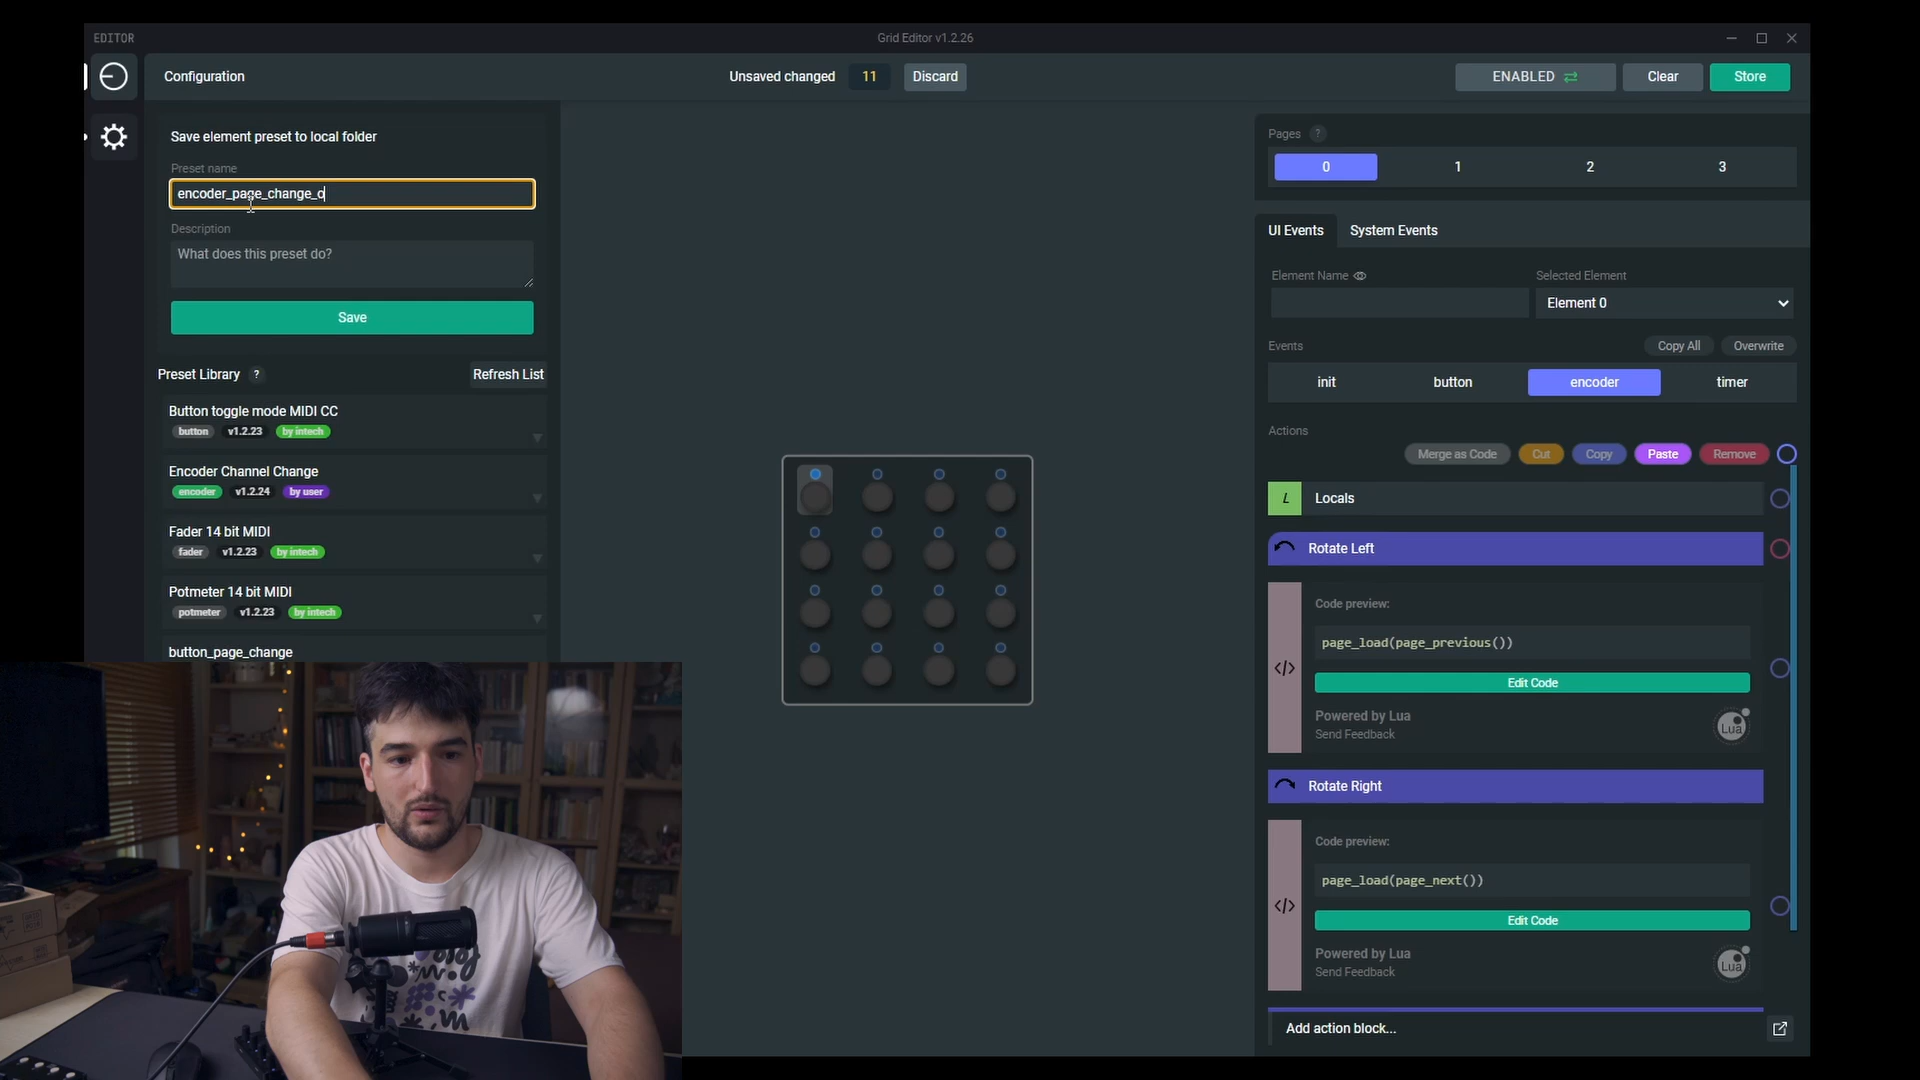 EDITOR
Grid Editor v1.2.26
Configuration
Unsaved changed 11 Discard
ENABLED Clear Store
Save element preset to local folder
Preset name
encoder_page_change_o
Description
What does this preset do?
Save
Preset Library ? Refresh List
Button toggle mode MIDI CC
button v1.2.23 by intech
Encoder Channel Change
encoder v1.2.24 by user
Fader 14 bit MIDI
fader v1.2.23 by intech
Potmeter 14 bit MIDI
potmeter v1.2.23 by intech
button_page_change
Pages ?
0 1 2 3
UI Events System Events
Element Name Selected Element
Element 0
Events Copy All Overwrite
init button encoder timer
Actions
Merge as Code Cut Copy Paste Remove
L Locals
Rotate Left
Code preview:
page_load(page_previous())
</> Edit Code
Powered by Lua
Send Feedback
Lua
Rotate Right
Code preview:
page_load(page_next())
</> Edit Code
Powered by Lua
Send Feedback
Lua
Add action block...